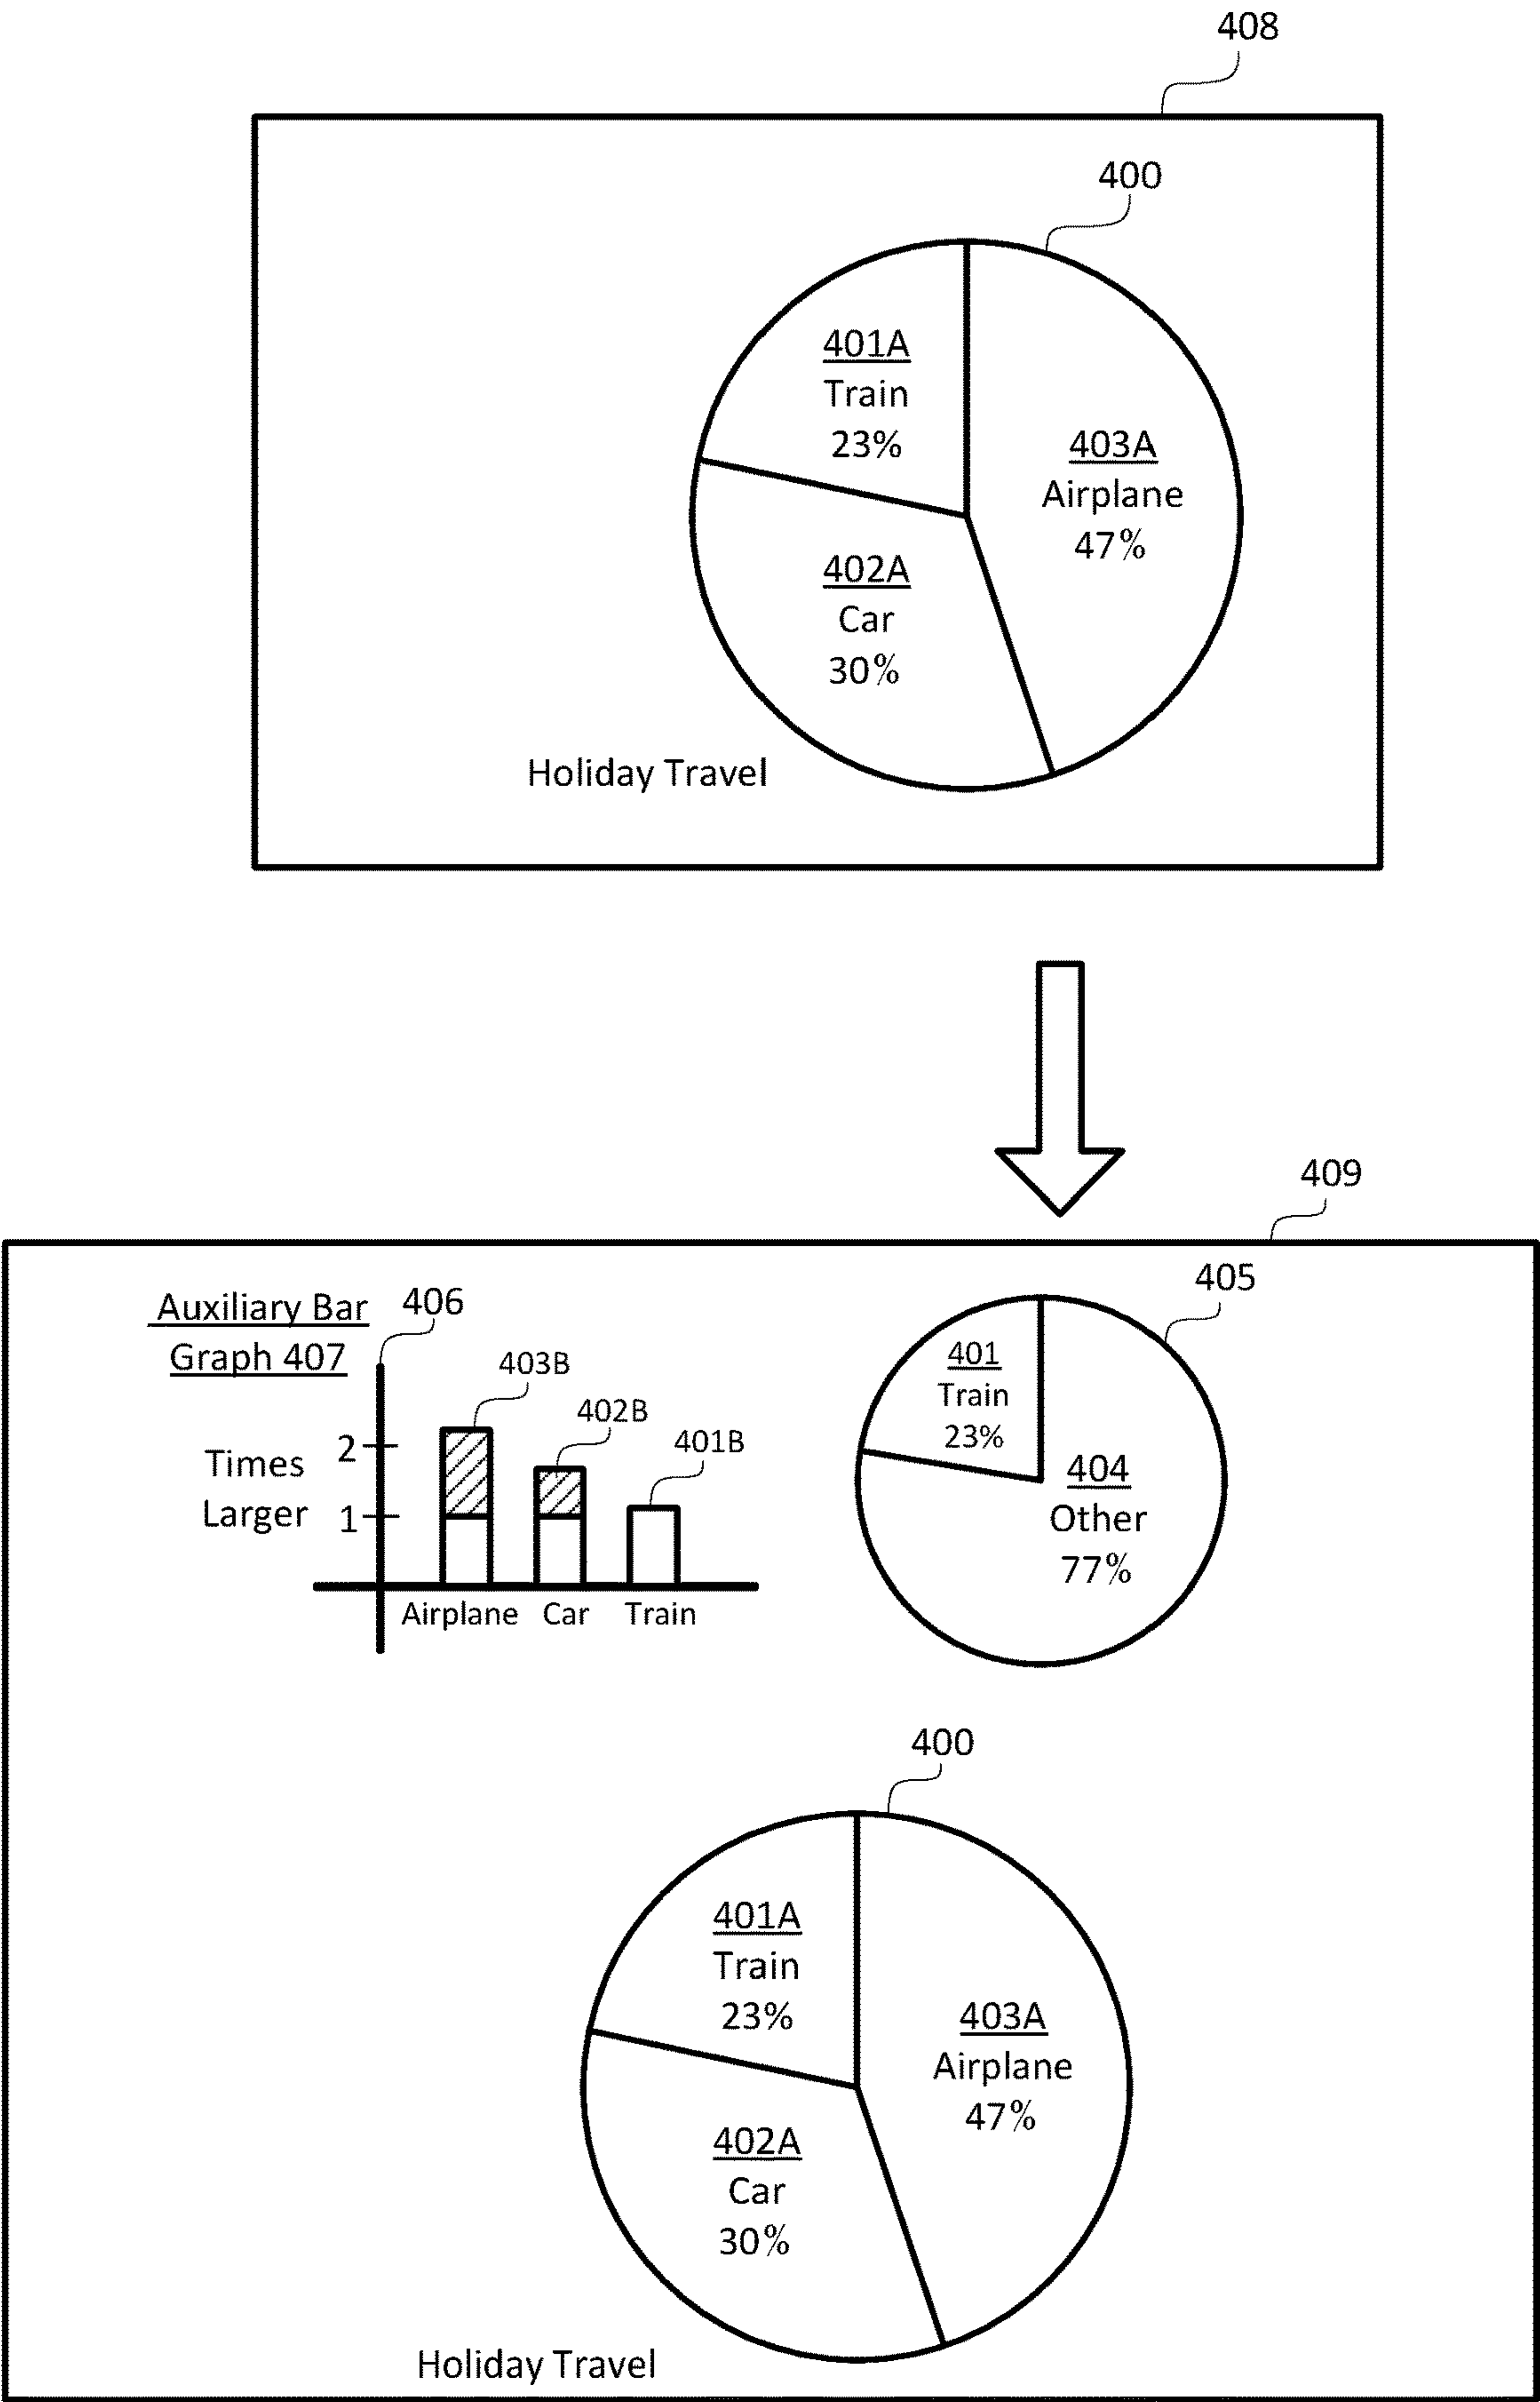 408
400
401A
Train
23%
403A
Airplane
47%
402A
Car
30%
Holiday Travel
409
Auxiliary Bar
Graph 407
406
403B
402B
401B
Times
Larger
2
1
Airplane Car Train
405
401
Train
23%
404
Other
77%
400
401A
Train
23%
403A
Airplane
47%
402A
Car
30%
Holiday Travel